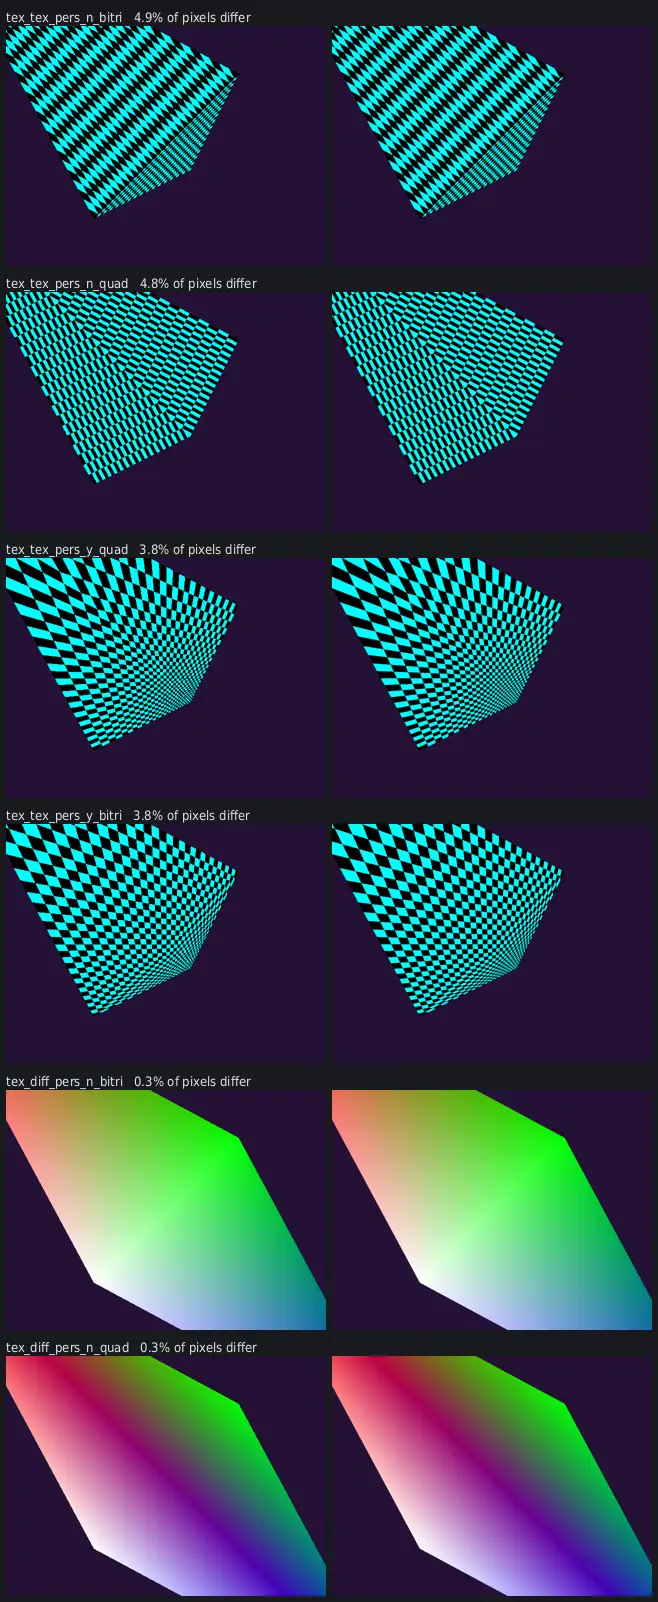 tex_tex_pers_n_bitri 4.9% of pixels differ
tex_tex_pers_n_quad 4.8% of pixels differ
tex_tex_pers_y_quad 3.8% of pixels differ
tex_tex_pers_y_bitri 3.8% of pixels differ
tex_diff_pers_n_bitri 0.3% of pixels differ
tex_diff_pers_n_quad 0.3% of pixels differ